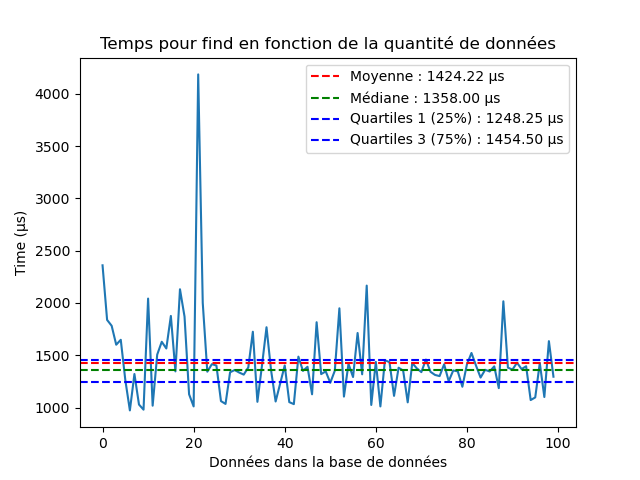 Temps pour find en fonction de la quantité de données
Moyenne : 1424.22 µs
Médiane : 1358.00 µs
Quartiles 1 (25%) : 1248.25 µs
Quartiles 3 (75%) : 1454.50 µs
Time (µs)
4000
3500
3000
2500
2000
1500
1000
0 20 40 60 80 100
Données dans la base de données